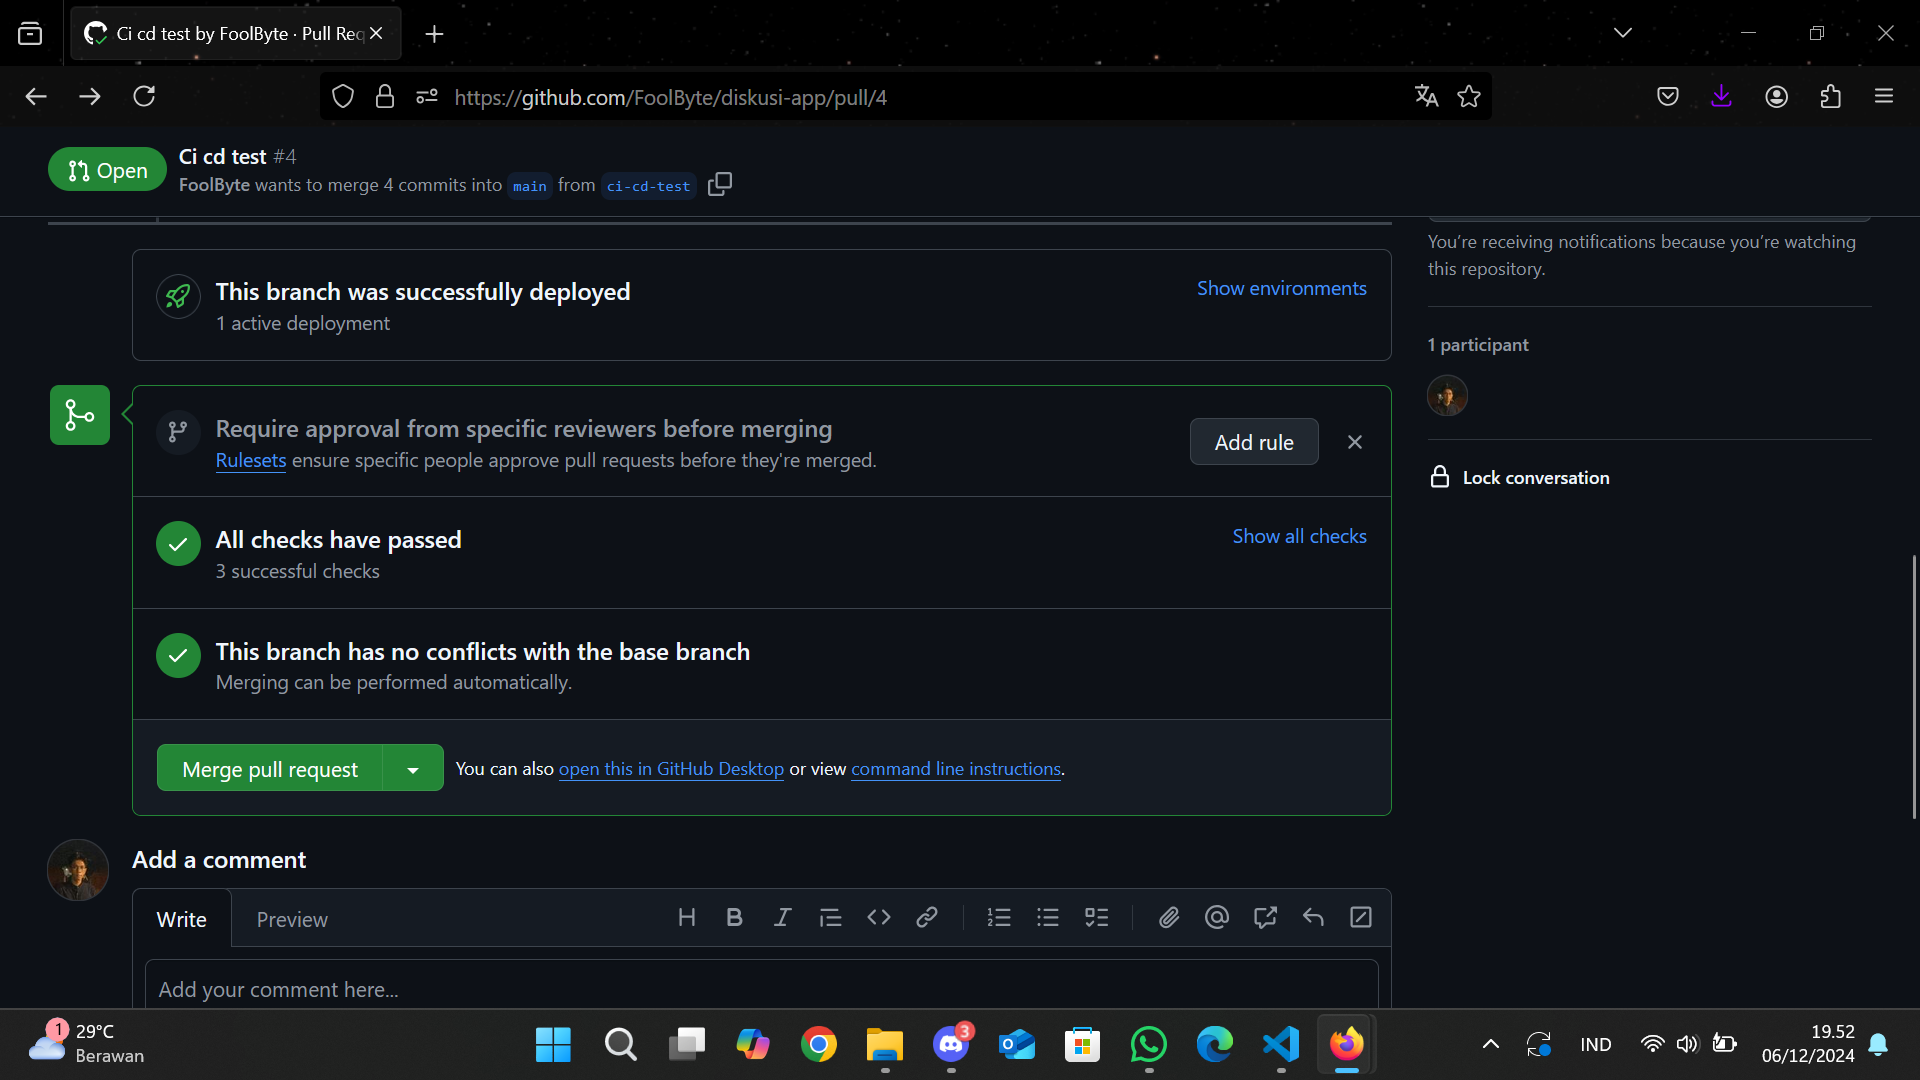 Ci cd test by FoolByte · Pull Req
https://github.com/FoolByte/diskusi-app/pull/4
Open
Ci cd test #4
FoolByte wants to merge 4 commits into main from ci-cd-test
You're receiving notifications because you're watching
this repository.
This branch was successfully deployed
1 active deployment
Show environments
1 participant
Require approval from specific reviewers before merging
Rulesets ensure specific people approve pull requests before they're merged.
Add rule
Lock conversation
All checks have passed
3 successful checks
Show all checks
This branch has no conflicts with the base branch
Merging can be performed automatically.
Merge pull request
You can also open this in GitHub Desktop or view command line instructions.
Add a comment
Write
Preview
Add your comment here...
1
29°C
Berawan
3
IND
19.52
06/12/2024